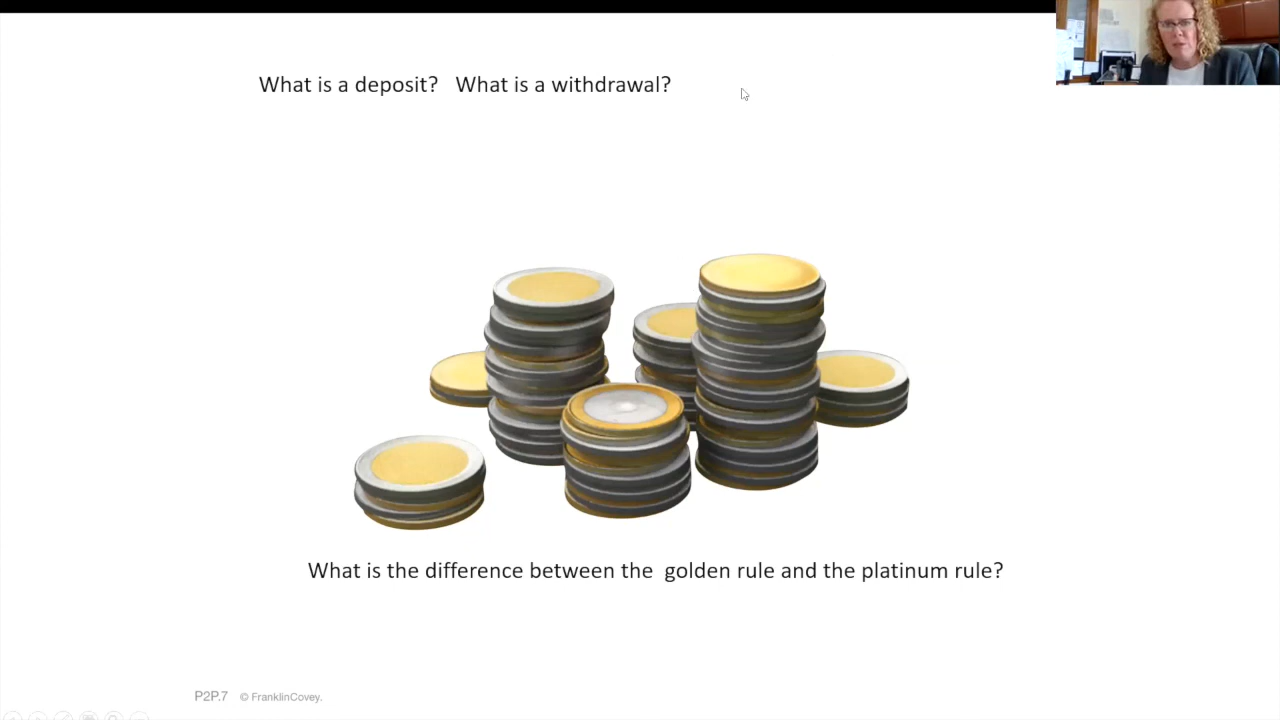 What is a deposit? What is a withdrawal?
What is the difference between the golden rule and the platinum rule?
P2P.7 © FranklinCovey.